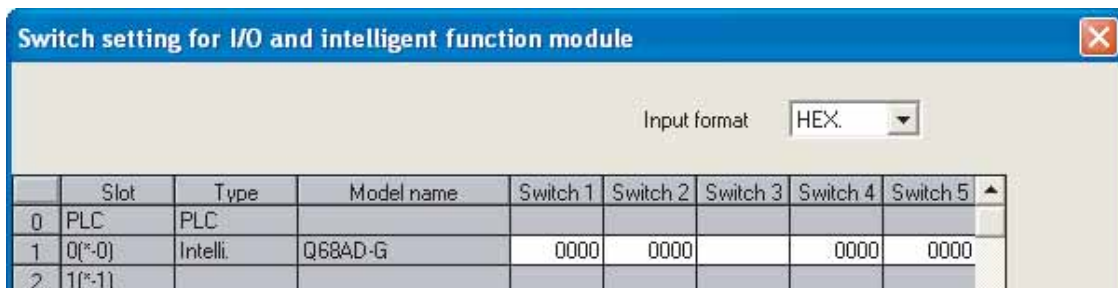 Switch setting for I/O and intelligent function module
Input format HEX.
Slot Type Model name Switch 1 Switch 2 Switch 3 Switch 4 Switch 5
0 PLC PLC
1 0(*-0) Intelli. Q68AD-G 0000 0000 0000 0000
2 1(*-1)